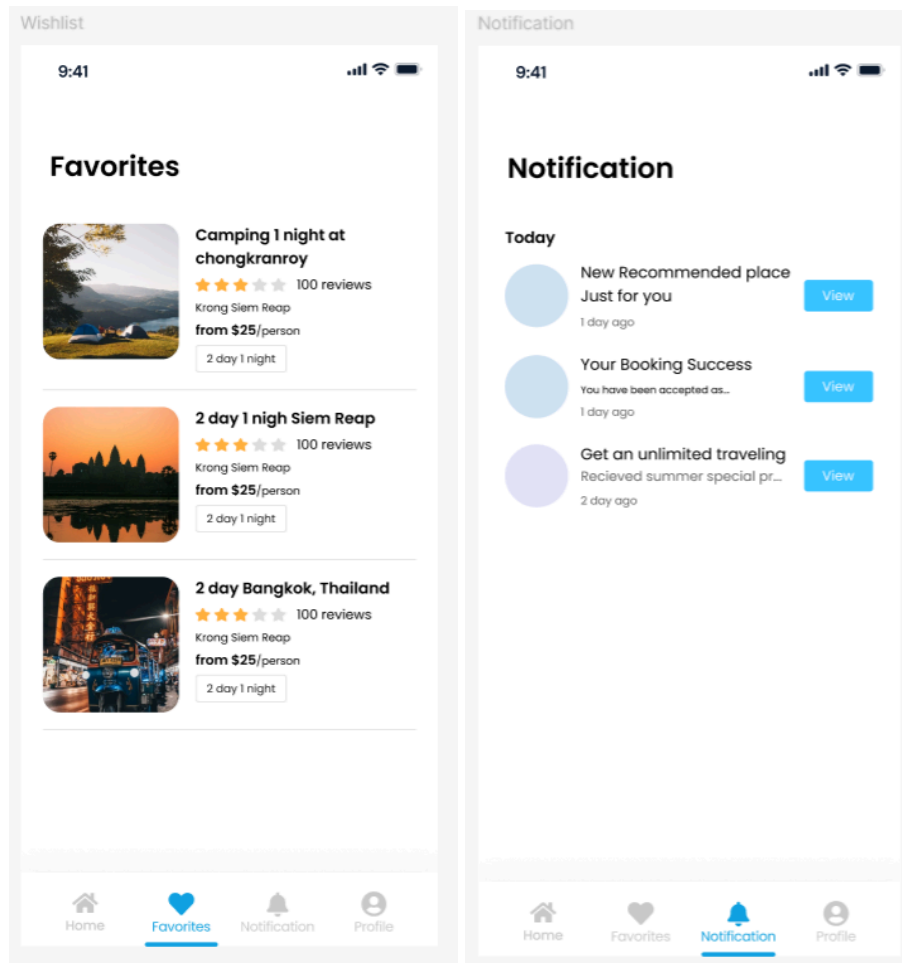 Wishlist
9:41
Favorites
Camping 1 night at
chongkranroy
100 reviews
Krong Siem Reap
from $25/person
2 day 1 night
2 day 1 nigh Siem Reap
100 reviews
Krong Siem Reap
from $25/person
2 day 1 night
2 day Bangkok, Thailand
100 reviews
Krong Siem Reap
from $25/person
2 day 1 night
Home
Favorites
Notification
Profile
Notification
9:41
Notification
Today
New Recommended place
Just for you
1 day ago
View
Your Booking Success
You have been accepted as...
1 day ago
View
Get an unlimited traveling
Recieved summer special pr...
2 day ago
View
Home
Favorites
Notification
Profile